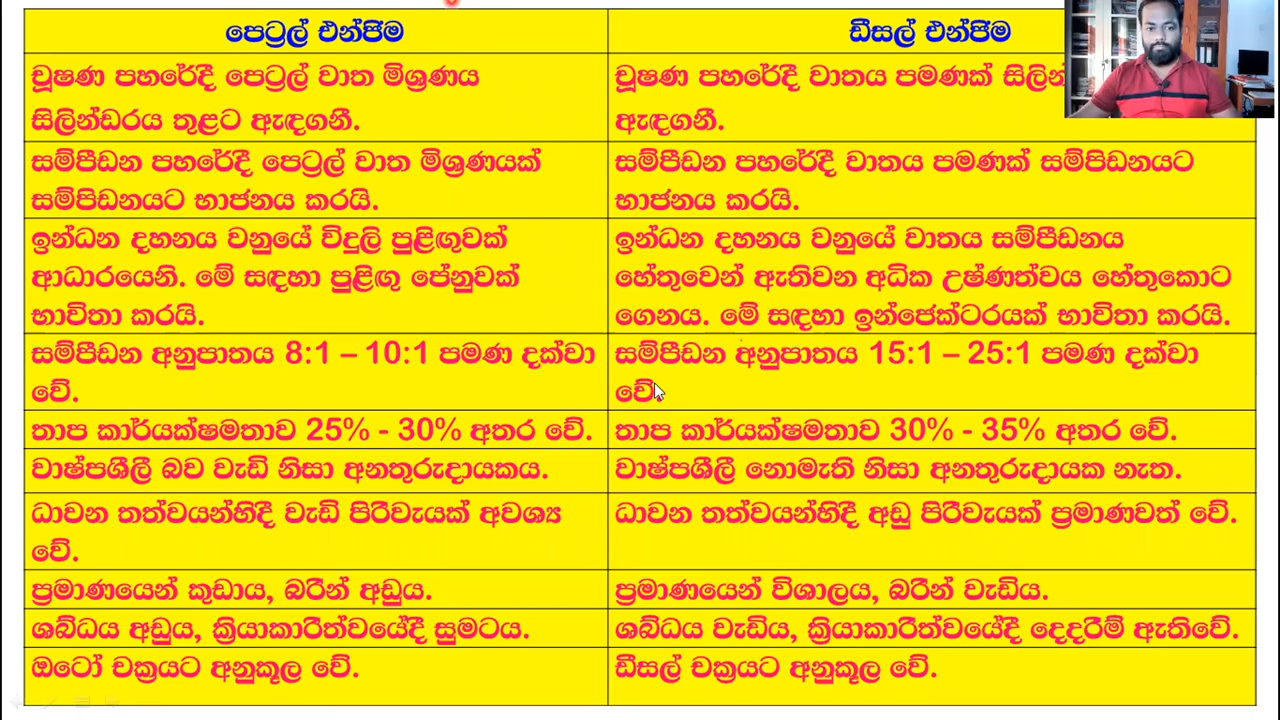 පෙට්‍රල් එන්ජිම
ඩීසල් එන්ජිම
චූෂණ පහරේදී පෙට්‍රල් වාත මිශ්‍රණය
සිලින්ඩරය තුළට ඇඳගනී.
චූෂණ පහරේදී වාතය පමණක්
ඇඳගනී.
සම්පීඩන පහරේදී පෙට්‍රල් වාත මිශ්‍රණයක්
සම්පිඩනයට භාජනය කරයි.
සම්පීඩන පහරේදී වාතය පමණක් සම්පිඩනයට
භාජනය කරයි.
ඉන්ධන දහනය වනුයේ විදුලි පුළිඟුවක්
ආධාරයෙනි. මේ සඳහා පුළිඟු පේනුවක්
භාවිතා කරයි.
ඉන්ධන දහනය වනුයේ වාතය සම්පීඩනය
හේතුවෙන් ඇතිවන අධික උෂ්ණත්වය හේතුකොට
ගෙනය. මේ සඳහා ඉන්ජෙක්ටරයක් භාවිතා කරයි.
සම්පීඩන අනුපාතය 8:1 – 10:1 පමණ දක්වා
වේ.
සම්පීඩන අනුපාතය 15:1 – 25:1 පමණ දක්වා
වේ.
තාප කාර්යක්ෂමතාව 25% - 30% අතර වේ.
තාප කාර්යක්ෂමතාව 30% - 35% අතර වේ.
වාෂ්පශීලී බව වැඩි නිසා අනතුරුදායකය.
වාෂ්පශීලී නොමැති නිසා අනතුරුදායක නැත.
ධාවන තත්වයන්හිදී වැඩි පිරිවැයක් අවශ්‍ය
වේ.
ධාවන තත්වයන්හිදී අඩු පිරිවැයක් ප්‍රමාණවත් වේ.
ප්‍රමාණයෙන් කුඩාය, බරින් අඩුය.
ප්‍රමාණයෙන් විශාලය, බරින් වැඩිය.
ශබ්ධය අඩුය, ක්‍රියාකාරීත්වයේදී සුමටය.
ශබ්ධය වැඩිය, ක්‍රියාකාරීත්වයේදී දෙදරීම් ඇතිවේ.
ඔටෝ චක්‍රයට අනුකූල වේ.
ඩීසල් චක්‍රයට අනුකූල වේ.